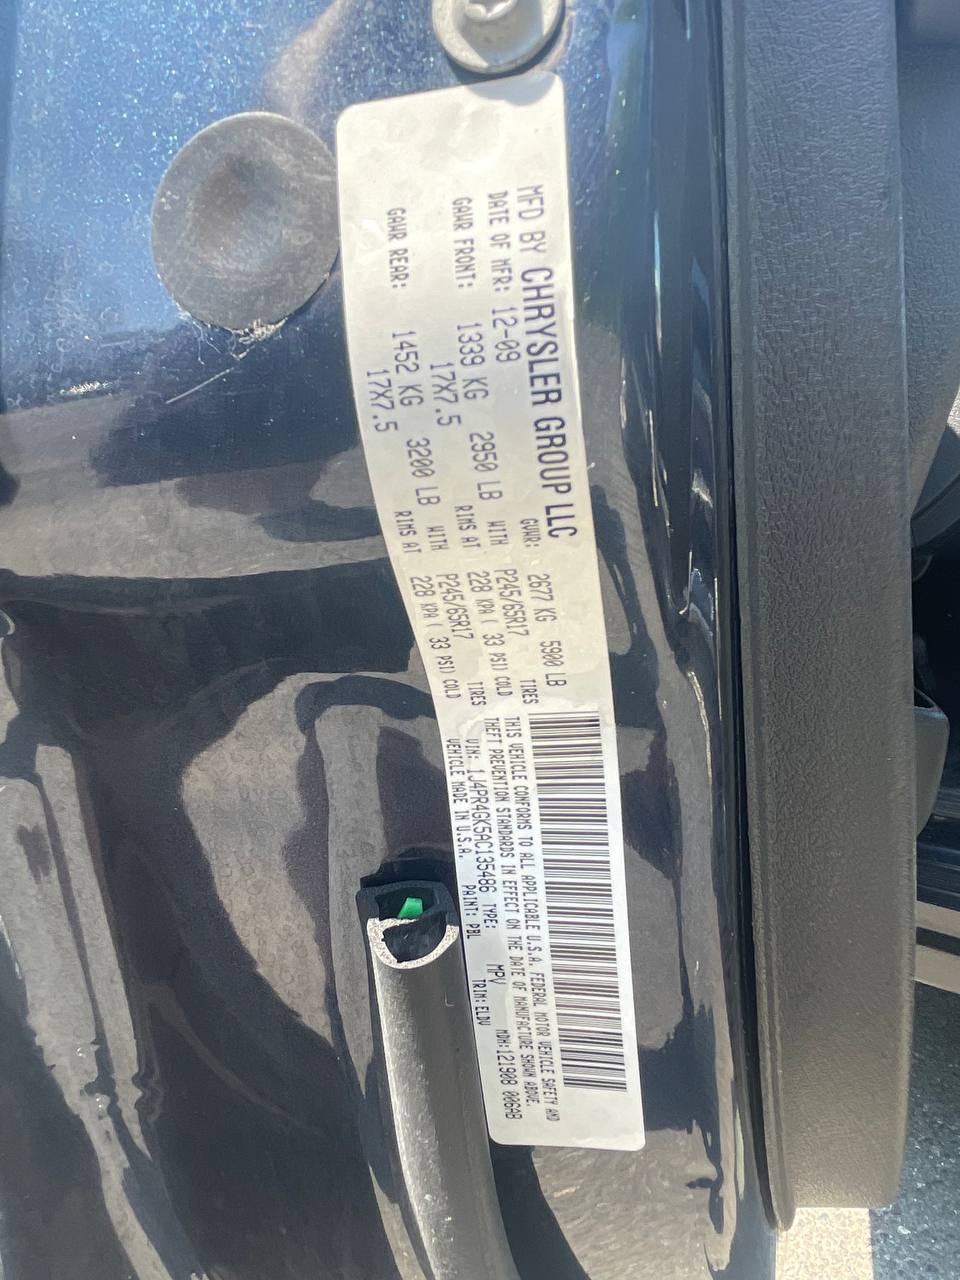 MFD BY CHRYSLER GROUP LLC
DATE OF MFR: 12-09 GVWR: 2677 KG 5900 LB
GAWR FRONT: 1339 KG 2950 LB WITH P245/65R17 TIRES
17X7.5 RIMS AT 228 KPA( 33 PSI) COLD
GAWR REAR: 1452 KG 3200 LB WITH P245/65R17 TIRES
17X7.5 RIMS AT 228 KPA( 33 PSI) COLD
THIS VEHICLE CONFORMS TO ALL APPLICABLE U.S.A. FEDERAL MOTOR VEHICLE SAFETY AND
THEFT PREVENTION STANDARDS IN EFFECT ON THE DATE OF MANUFACTURE SHOWN ABOVE.
VIN: 1J4PR4GK5AC135486 TYPE: MPV MDH:121908 006AB
VEHICLE MADE IN U.S.A. PAINT: PBL TRIM:ELDV